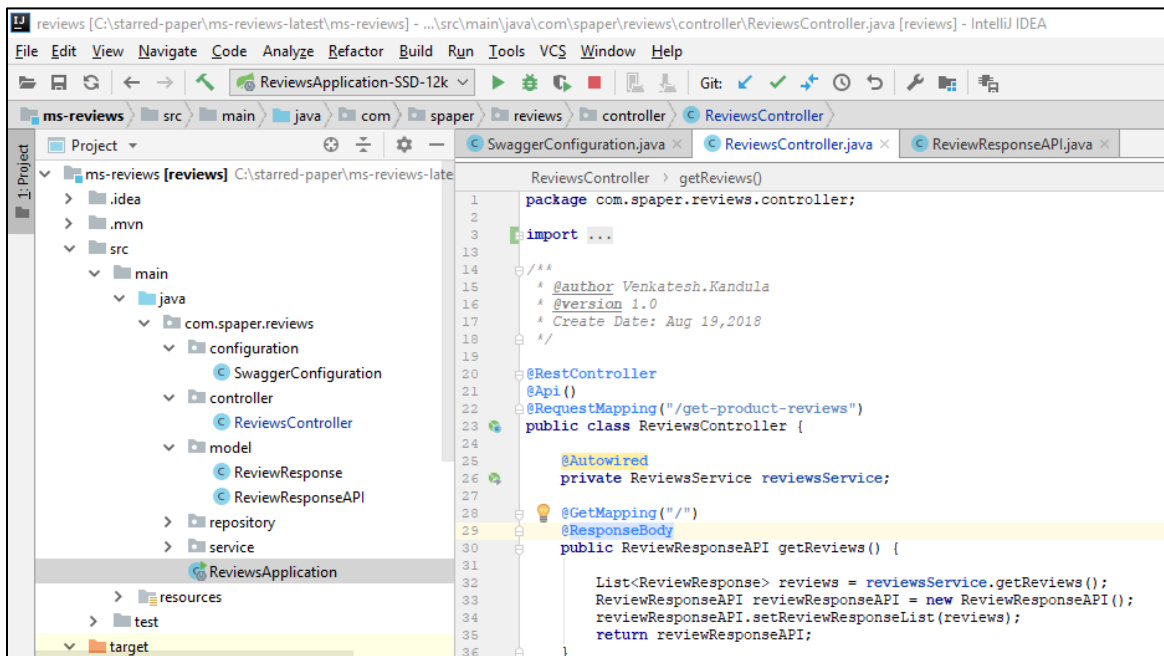 reviews [C:\starred-paper\ms-reviews-latest\ms-reviews] - ...\src\main\java\com\spaper\reviews\controller\ReviewsController.java [reviews] - IntelliJ IDEA
File Edit View Navigate Code Analyze Refactor Build Run Tools VCS Window Help
ReviewsApplication-SSD-12k Git:
ms-reviews src main java com spaper reviews controller ReviewsController
1: Project
Project
ms-reviews [reviews] C:\starred-paper\ms-reviews-late
.idea
.mvn
src
main
java
com.spaper.reviews
configuration
SwaggerConfiguration
controller
ReviewsController
model
ReviewResponse
ReviewResponseAPI
repository
service
ReviewsApplication
resources
test
target
SwaggerConfiguration.java ReviewsController.java ReviewResponseAPI.java
ReviewsController > getReviews()
1 package com.spaper.reviews.controller;
2
3 import ...
13
14 /**
15 * @author Venkatesh.Kandula
16 * @version 1.0
17 * Create Date: Aug 19,2018
18 */
19
20 @RestController
21 @Api()
22 @RequestMapping("/get-product-reviews")
23 public class ReviewsController {
24
25 @Autowired
26 private ReviewsService reviewsService;
27
28 @GetMapping("/")
29 @ResponseBody
30 public ReviewResponseAPI getReviews() {
31
32 List<ReviewResponse> reviews = reviewsService.getReviews();
33 ReviewResponseAPI reviewResponseAPI = new ReviewResponseAPI();
34 reviewResponseAPI.setReviewResponseList(reviews);
35 return reviewResponseAPI;
36 }